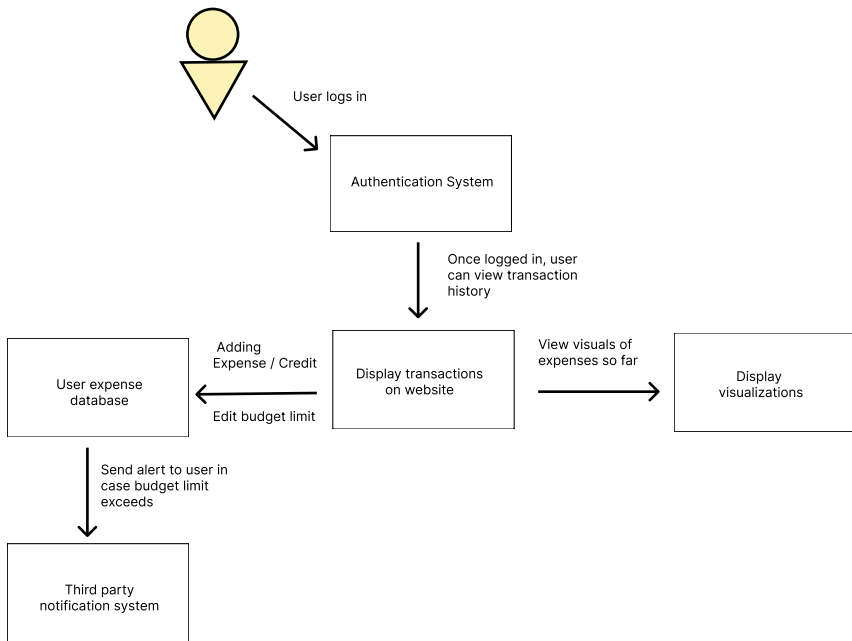 User logs in
Authentication System
Once logged in, user
can view transaction
history
Adding
Expense / Credit
Edit budget limit
User expense
database
Display transactions
on website
View visuals of
expenses so far
Display
visualizations
Send alert to user in
case budget limit
exceeds
Third party
notification system